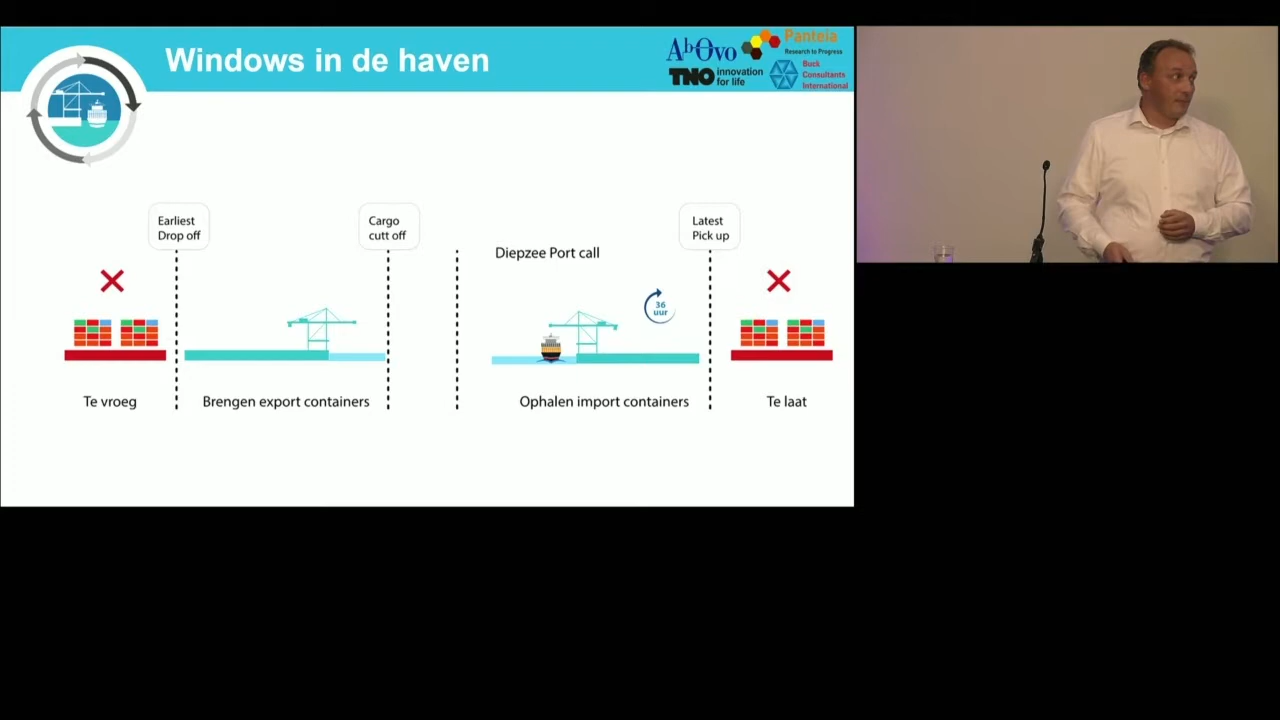 Windows in de haven
AbOvo
Panteia
Research to Progress
TNO innovation
for life
Buck
Consultants
International
Earliest
Drop off
Cargo
cutt off
Diepzee Port call
Latest
Pick up
36
uur
Te vroeg
Brengen export containers
Ophalen import containers
Te laat